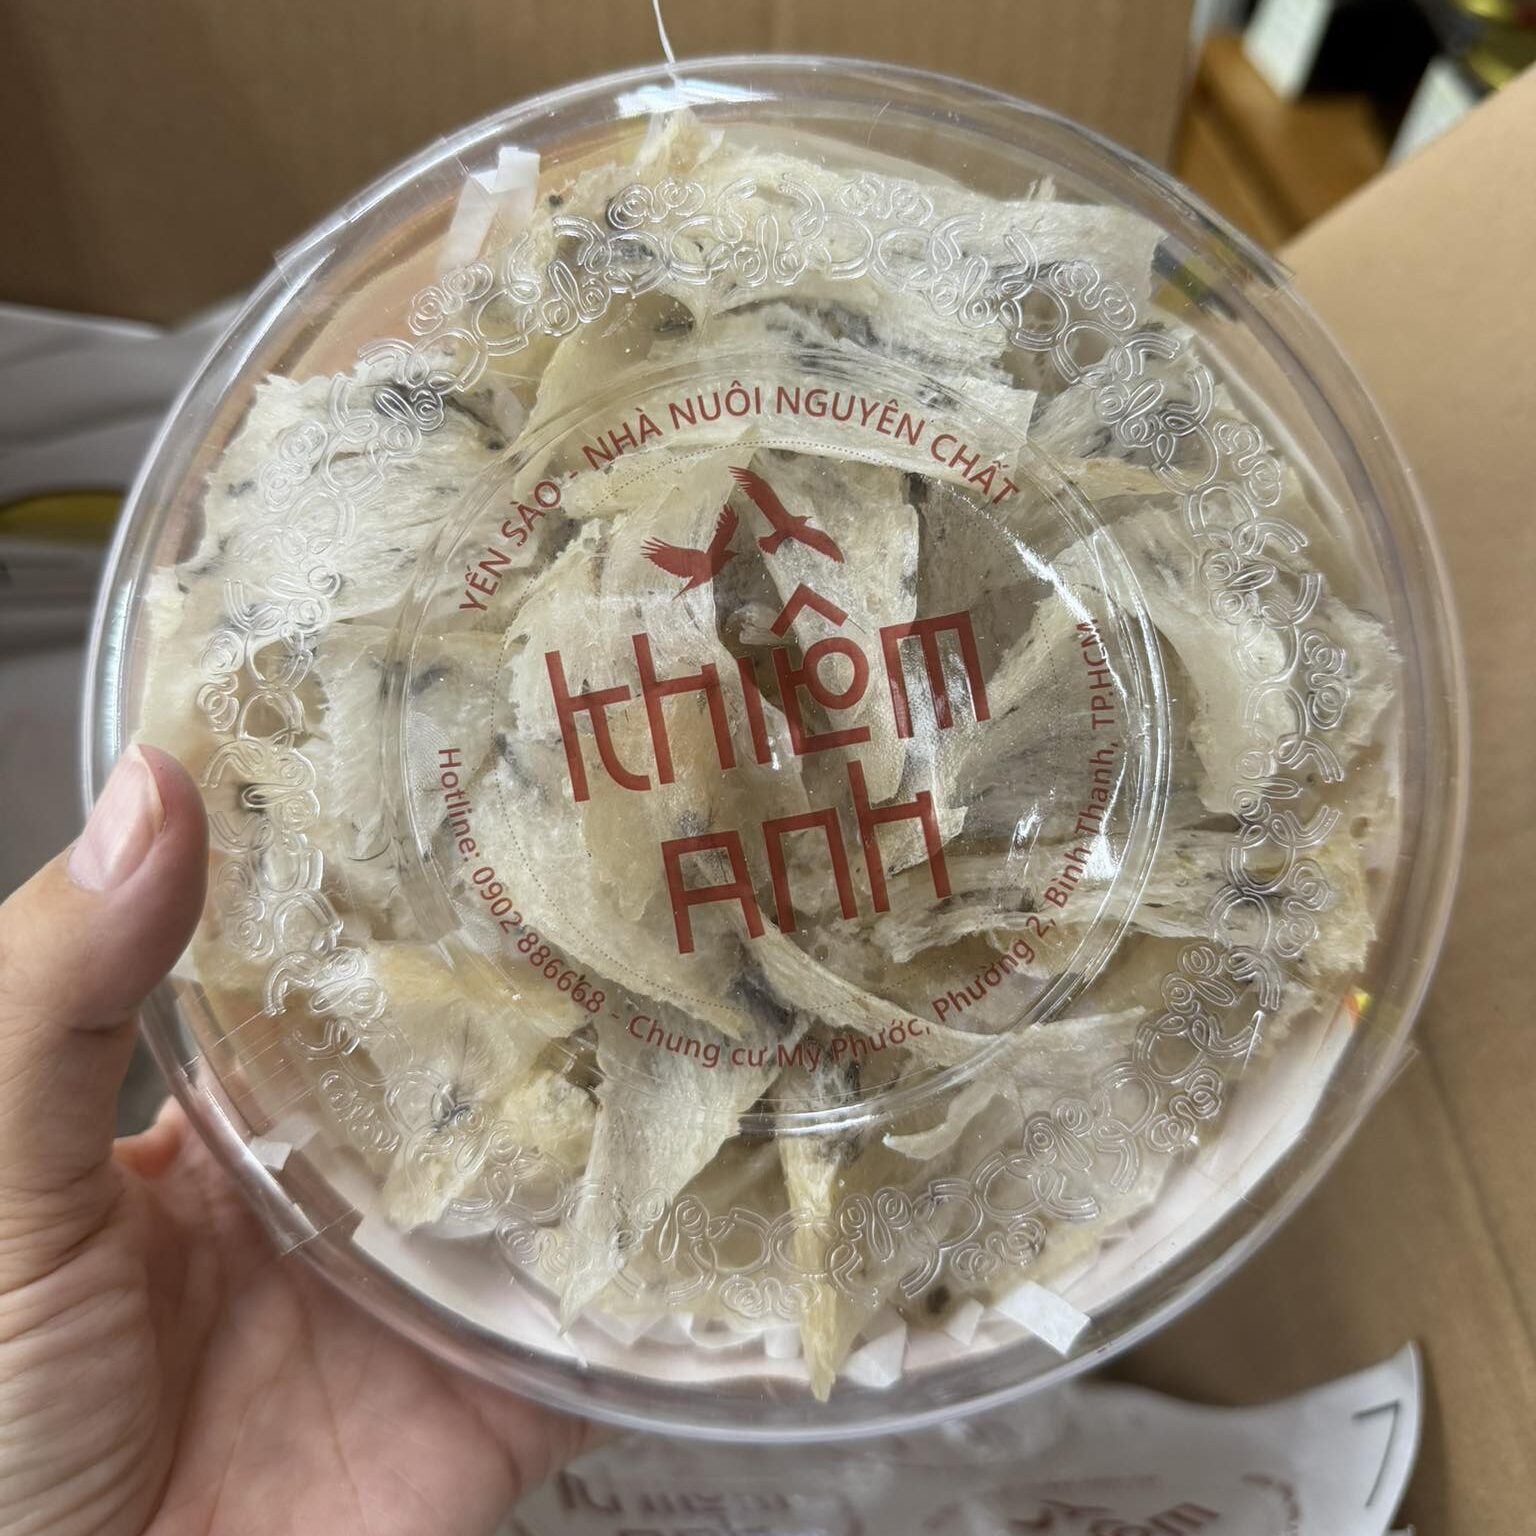 YẾN SÀO - NHÀ NUÔI NGUYÊN CHẤT
KHIÊM
ANH
Hotline: 0902 886668 - Chung cư Mỹ Phước, Phường 2, Bình Thạnh, TP.HCM